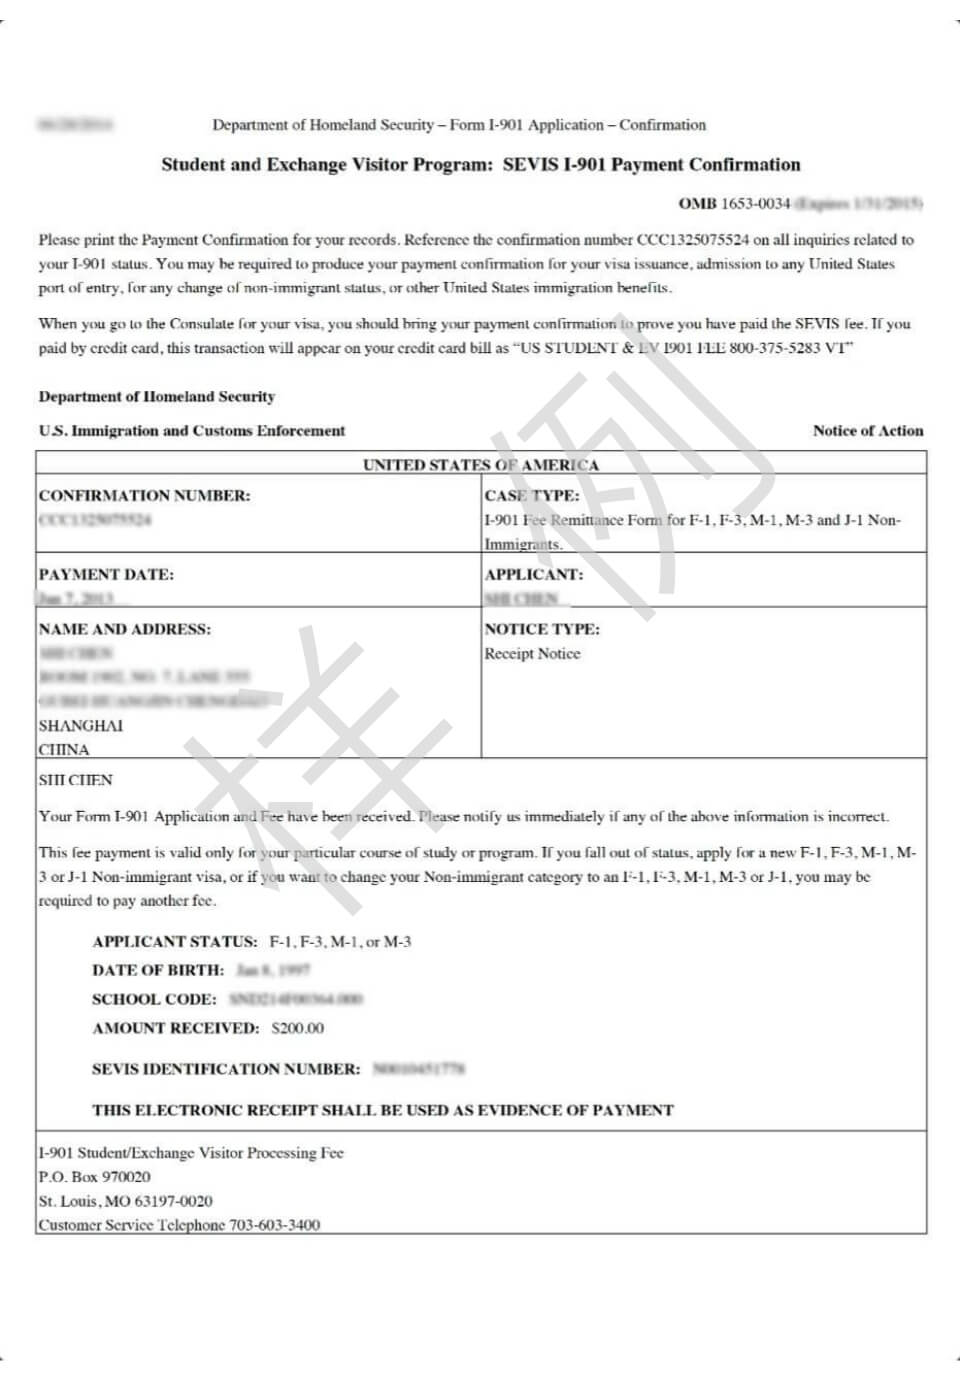 Department of Homeland Security – Form I-901 Application – Confirmation
Student and Exchange Visitor Program: SEVIS I-901 Payment Confirmation
OMB 1653-0034
Please print the Payment Confirmation for your records. Reference the confirmation number CCC1325075524 on all inquiries related to
your I-901 status. You may be required to produce your payment confirmation for your visa issuance, admission to any United States
port of entry, for any change of non-immigrant status, or other United States immigration benefits.
When you go to the Consulate for your visa, you should bring your payment confirmation to prove you have paid the SEVIS fee. If you
paid by credit card, this transaction will appear on your credit card bill as “US STUDENT & EV I901 FEE 800-375-5283 VT”
Department of Homeland Security
U.S. Immigration and Customs Enforcement Notice of Action
UNITED STATES OF AMERICA
CONFIRMATION NUMBER:
CASE TYPE:
I-901 Fee Remittance Form for F-1, F-3, M-1, M-3 and J-1 Non-
Immigrants.
PAYMENT DATE:
APPLICANT:
NAME AND ADDRESS:
SHANGHAI
CHINA
NOTICE TYPE:
Receipt Notice
SHI CHEN
Your Form I-901 Application and Fee have been received. Please notify us immediately if any of the above information is incorrect.
This fee payment is valid only for your particular course of study or program. If you fall out of status, apply for a new F-1, F-3, M-1, M-
3 or J-1 Non-immigrant visa, or if you want to change your Non-immigrant category to an F-1, F-3, M-1, M-3 or J-1, you may be
required to pay another fee.
APPLICANT STATUS: F-1, F-3, M-1, or M-3
DATE OF BIRTH:
SCHOOL CODE:
AMOUNT RECEIVED: $200.00
SEVIS IDENTIFICATION NUMBER:
THIS ELECTRONIC RECEIPT SHALL BE USED AS EVIDENCE OF PAYMENT
I-901 Student/Exchange Visitor Processing Fee
P.O. Box 970020
St. Louis, MO 63197-0020
Customer Service Telephone 703-603-3400
样例